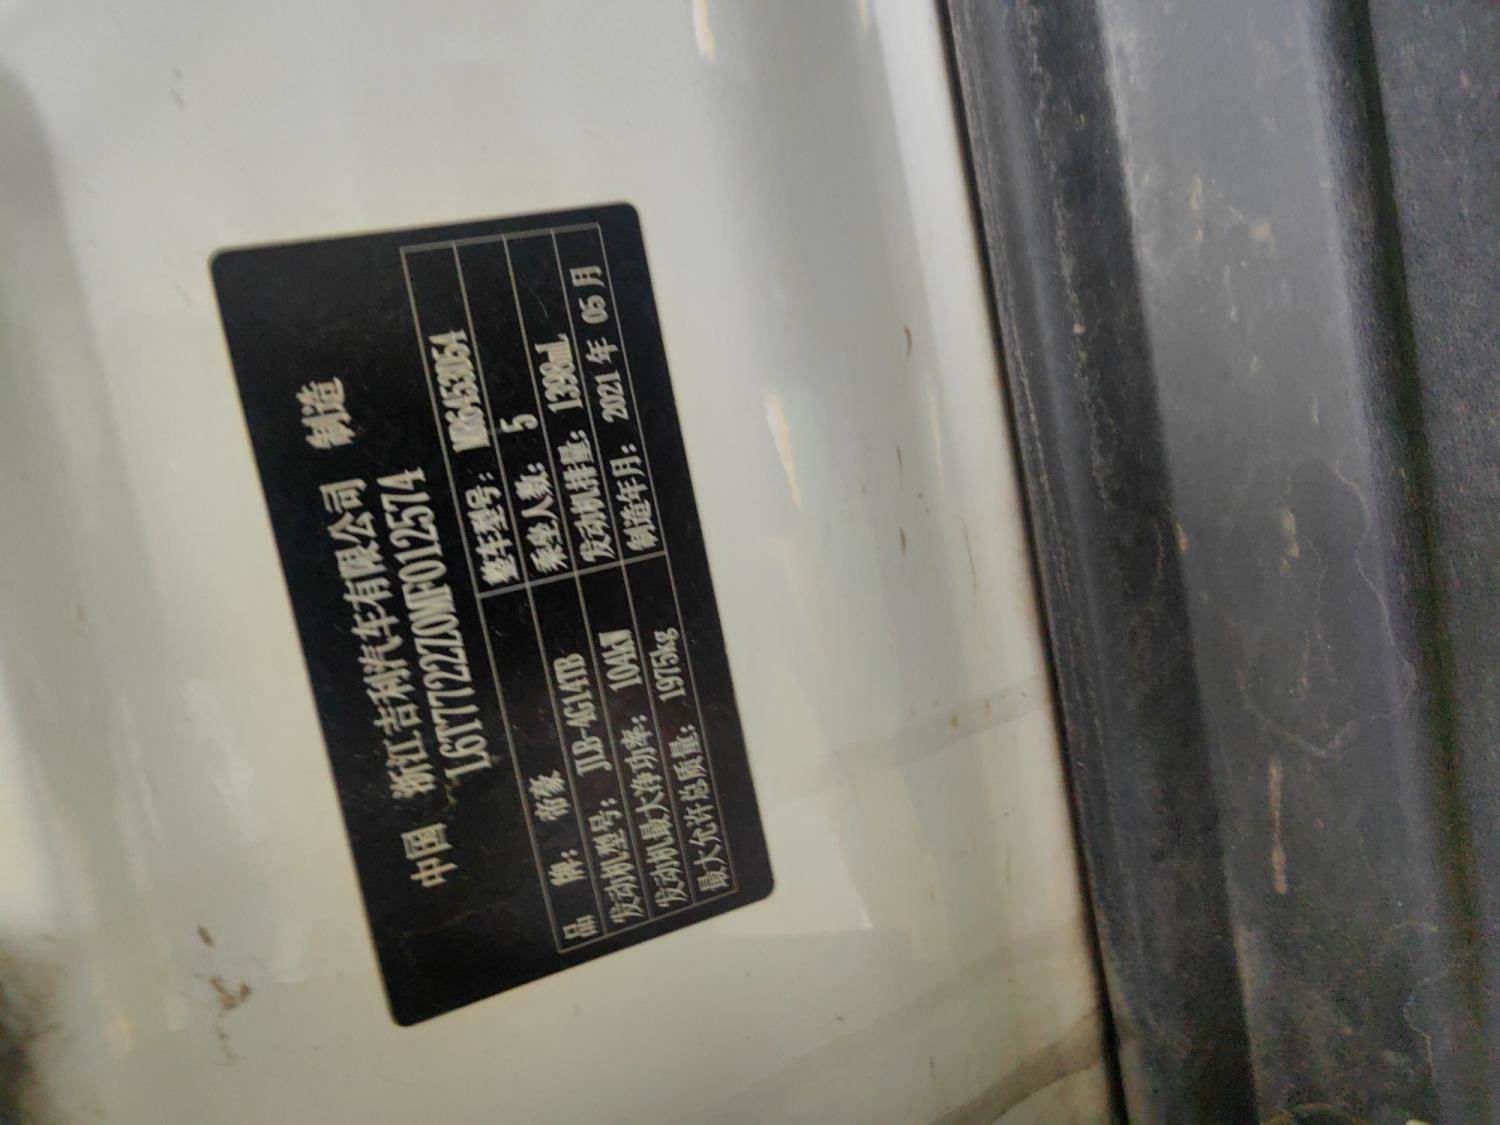 中国 浙江吉利汽车有限公司 制造
L6T7722Z0MF012574
品 牌: 帝豪 整车型号: MR6453D54
发动机型号: JLB-4G14TB 乘坐人数: 5
发动机最大净功率: 104kW 发动机排量: 1398mL
最大允许总质量: 1975kg 制造年月: 2021 年 05 月